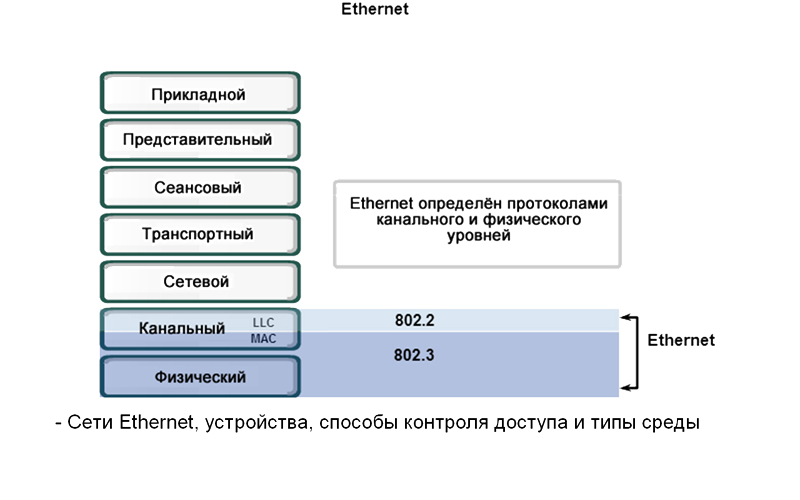 Ethernet
Прикладной
Представительный
Сеансовый
Транспортный
Сетевой
Канальный
LLC
MAC
Физический
Ethernet определён протоколами
канального и физического
уровней
802.2
802.3
Ethernet
- Сети Ethernet, устройства, способы контроля доступа и типы среды